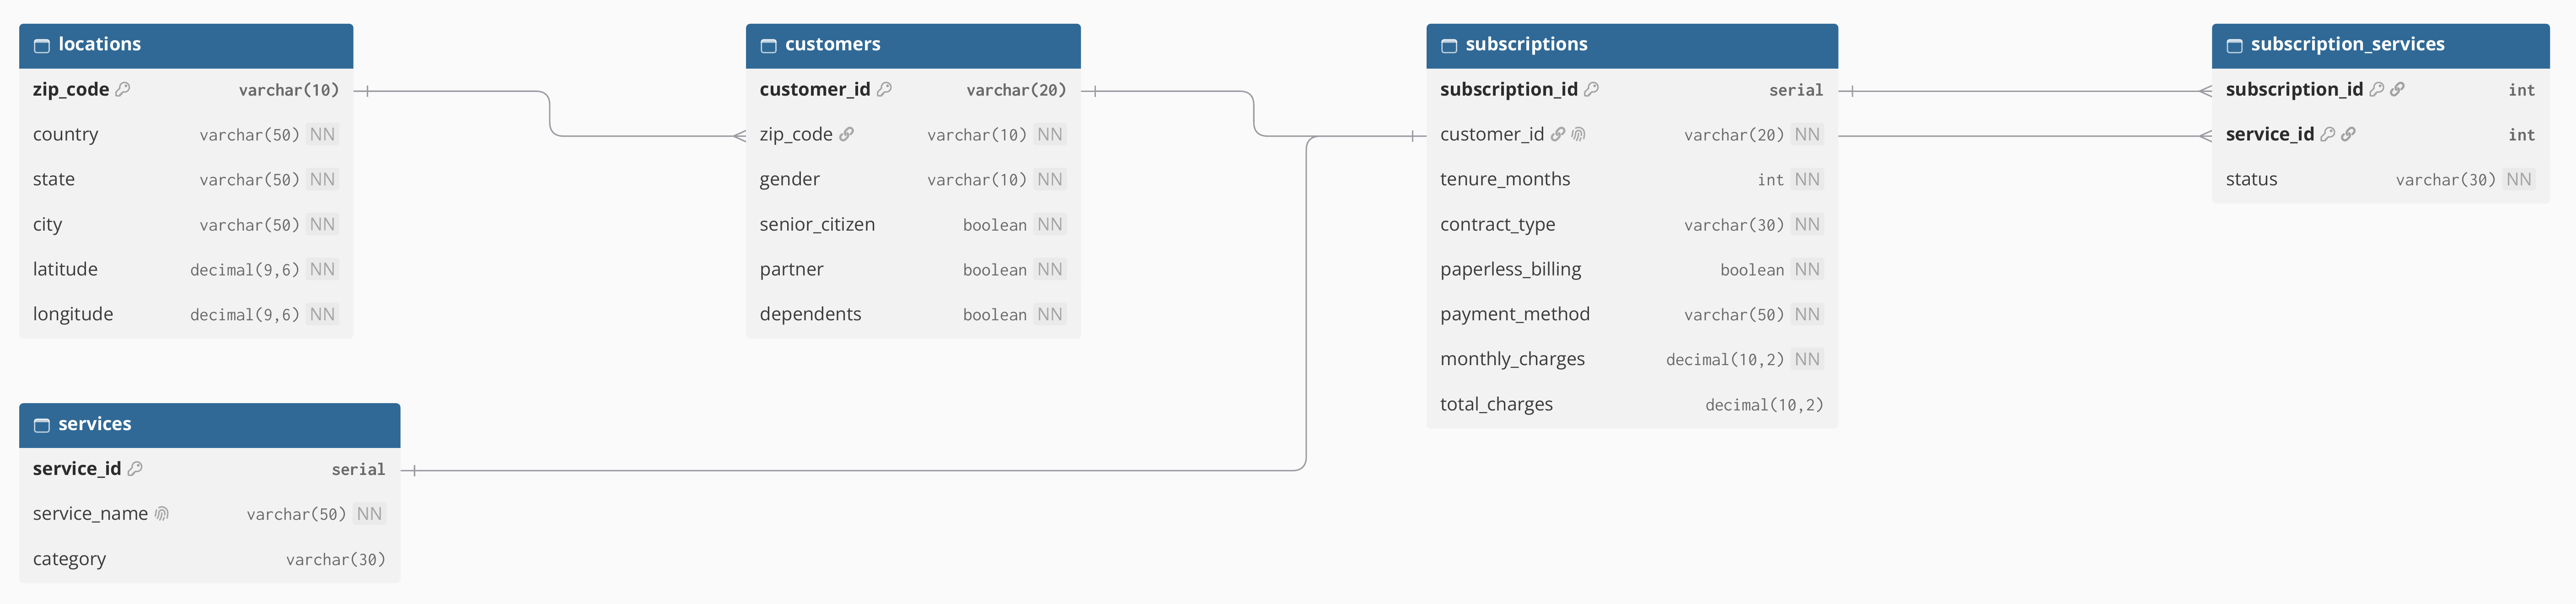 locations
zip_code varchar(10)
country varchar(50) NN
state varchar(50) NN
city varchar(50) NN
latitude decimal(9,6) NN
longitude decimal(9,6) NN
customers
customer_id varchar(20)
zip_code varchar(10) NN
gender varchar(10) NN
senior_citizen boolean NN
partner boolean NN
dependents boolean NN
subscriptions
subscription_id serial
customer_id varchar(20) NN
tenure_months int NN
contract_type varchar(30) NN
paperless_billing boolean NN
payment_method varchar(50) NN
monthly_charges decimal(10,2) NN
total_charges decimal(10,2)
subscription_services
subscription_id int
service_id int
status varchar(30) NN
services
service_id serial
service_name varchar(50) NN
category varchar(30)